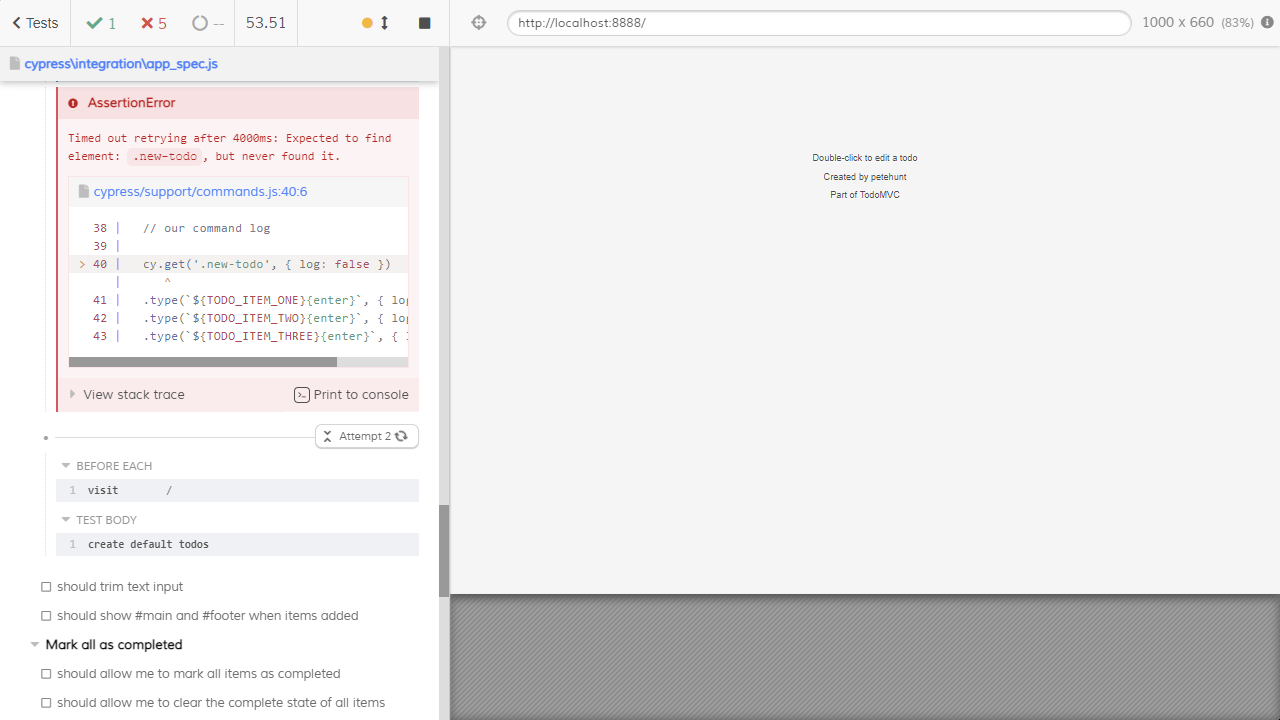 Tests
1
5
--
53.51
http://localhost:8888/
1000 x 660 (83%)
cypress\integration\app_spec.js
AssertionError
Timed out retrying after 4000ms: Expected to find
element: .new-todo, but never found it.
cypress/support/commands.js:40:6
38 | // our command log
39 |
> 40 | cy.get('.new-todo', { log: false })
| ^
41 | .type(`${TODO_ITEM_ONE}{enter}`, { log
42 | .type(`${TODO_ITEM_TWO}{enter}`, { log
43 | .type(`${TODO_ITEM_THREE}{enter}`, {
View stack trace
Print to console
Attempt 2
BEFORE EACH
1 visit /
TEST BODY
1 create default todos
should trim text input
should show #main and #footer when items added
Mark all as completed
should allow me to mark all items as completed
should allow me to clear the complete state of all items
Double-click to edit a todo
Created by petehunt
Part of TodoMVC